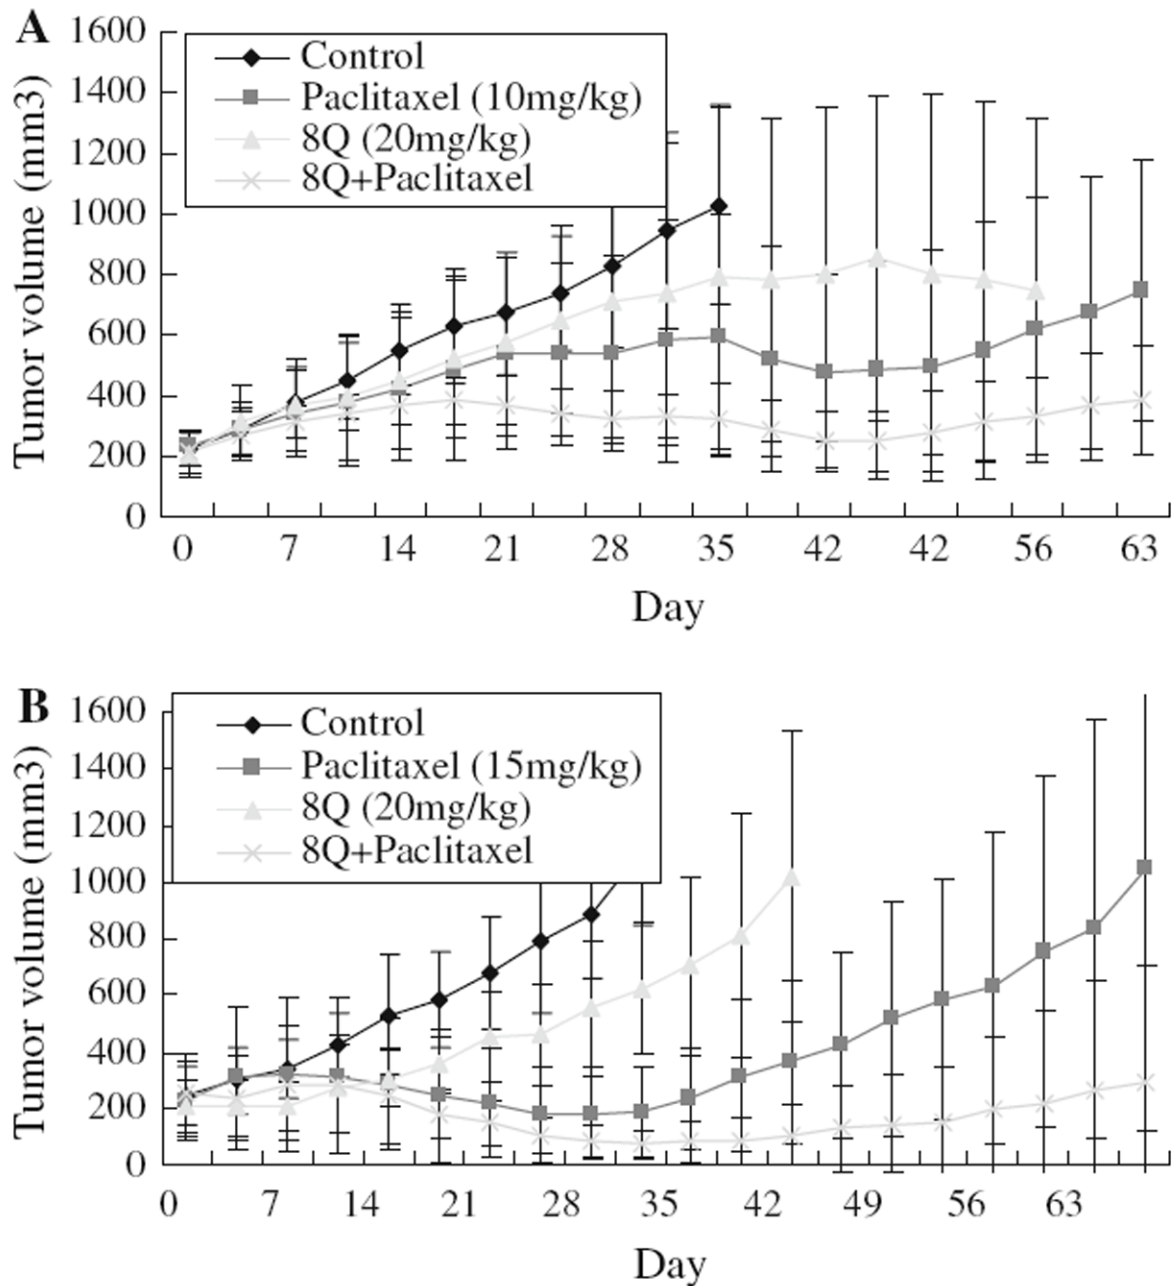 A
1600
1400
1200
1000
800
600
400
200
0
Tumor volume (mm3)
Control
Paclitaxel (10mg/kg)
8Q (20mg/kg)
8Q+Paclitaxel
0 7 14 21 28 35 42 42 56 63
Day
B
1600
1400
1200
1000
800
600
400
200
0
Tumor volume (mm3)
Control
Paclitaxel (15mg/kg)
8Q (20mg/kg)
8Q+Paclitaxel
0 7 14 21 28 35 42 49 56 63
Day